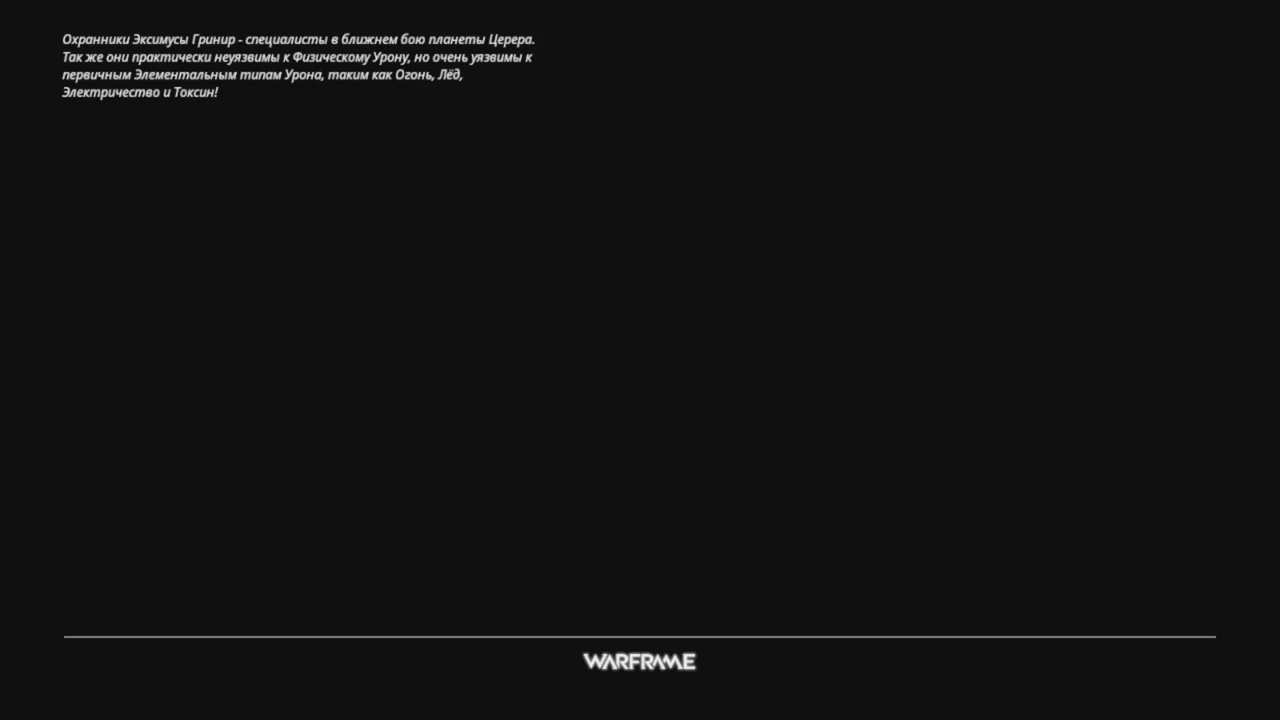 Охранники Эксимусы Гринир - специалисты в ближнем бою планеты Церера.
Так же они практически неуязвимы к Физическому Урону, но очень уязвимы к
первичным Элементальным типам Урона, таким как Огонь, Лёд,
Электричество и Токсин!
WARFRAME